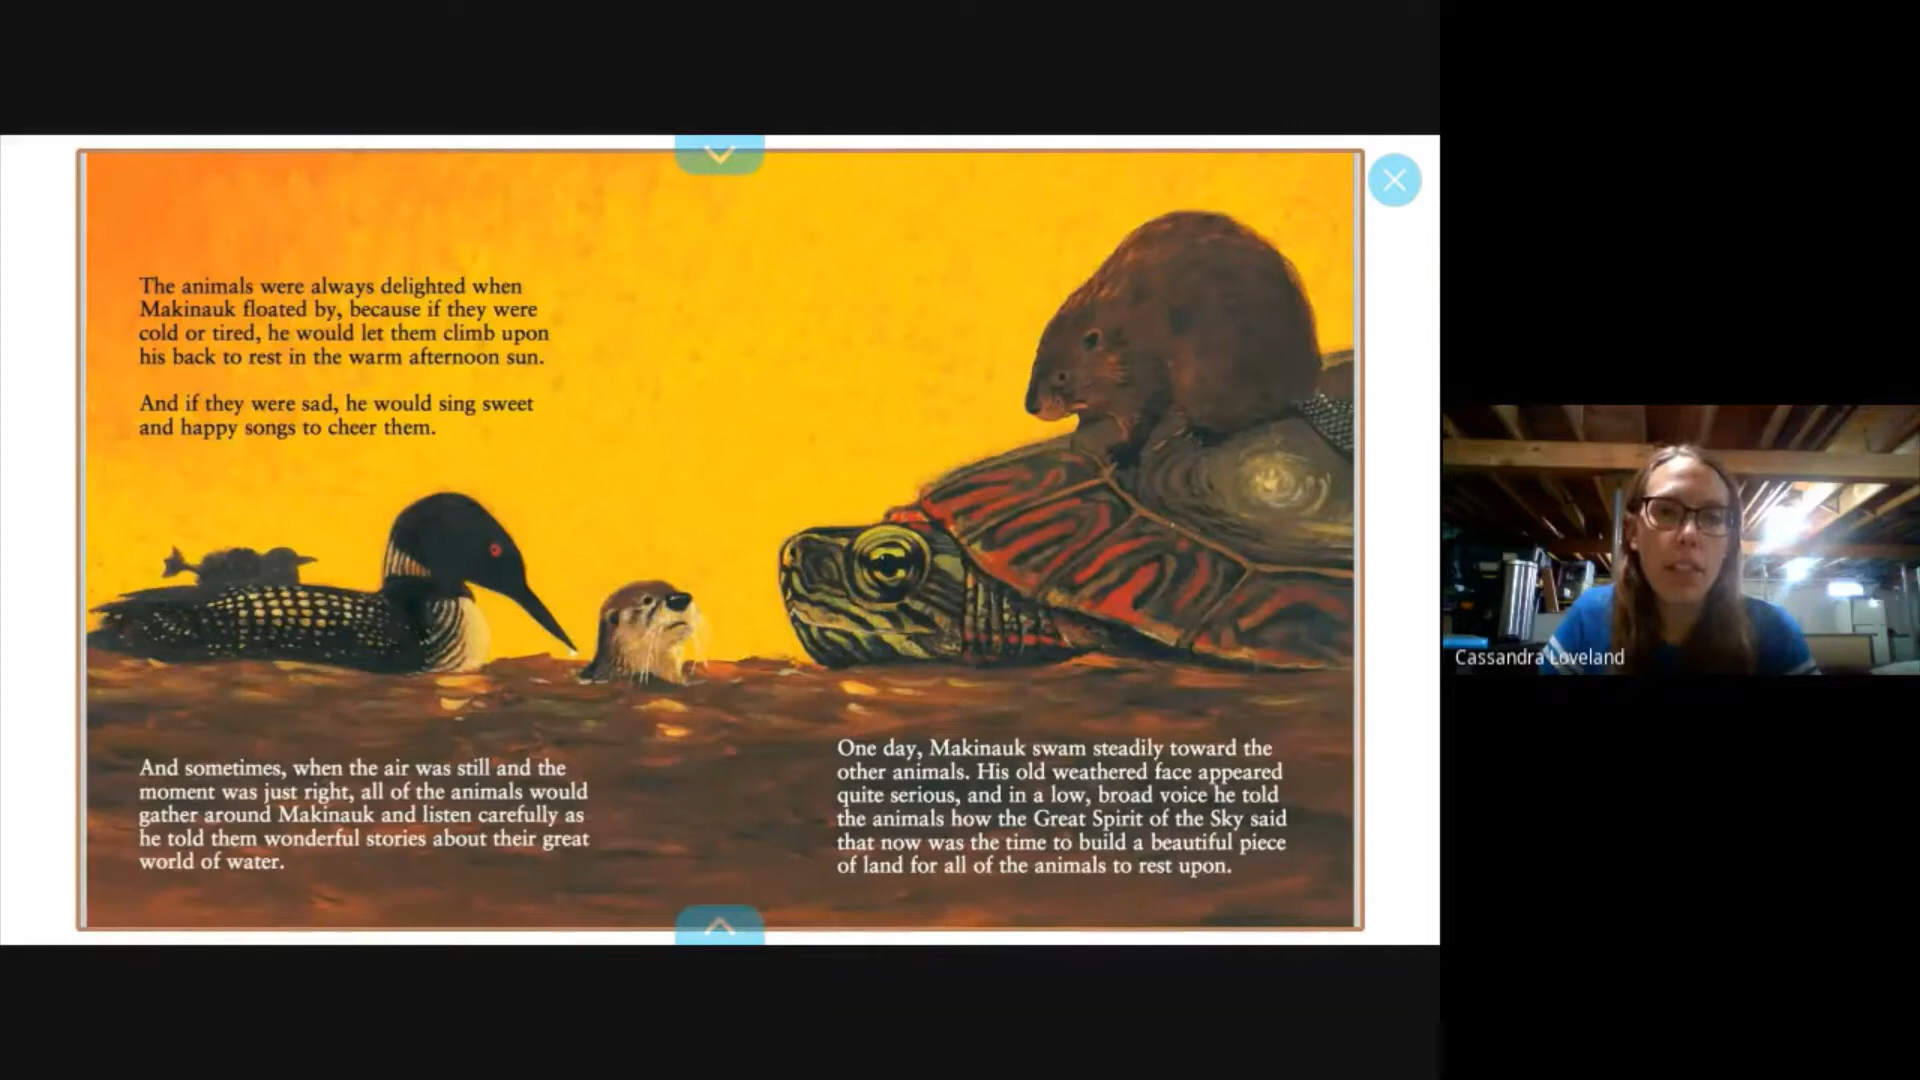 The animals were always delighted when
Makinauk floated by, because if they were
cold or tired, he would let them climb upon
his back to rest in the warm afternoon sun.
And if they were sad, he would sing sweet
and happy songs to cheer them.
And sometimes, when the air was still and the
moment was just right, all of the animals would
gather around Makinauk and listen carefully as
he told them wonderful stories about their great
world of water.
One day, Makinauk swam steadily toward the
other animals. His old weathered face appeared
quite serious, and in a low, broad voice he told
the animals how the Great Spirit of the Sky said
that now was the time to build a beautiful piece
of land for all of the animals to rest upon.
Cassandra Loveland